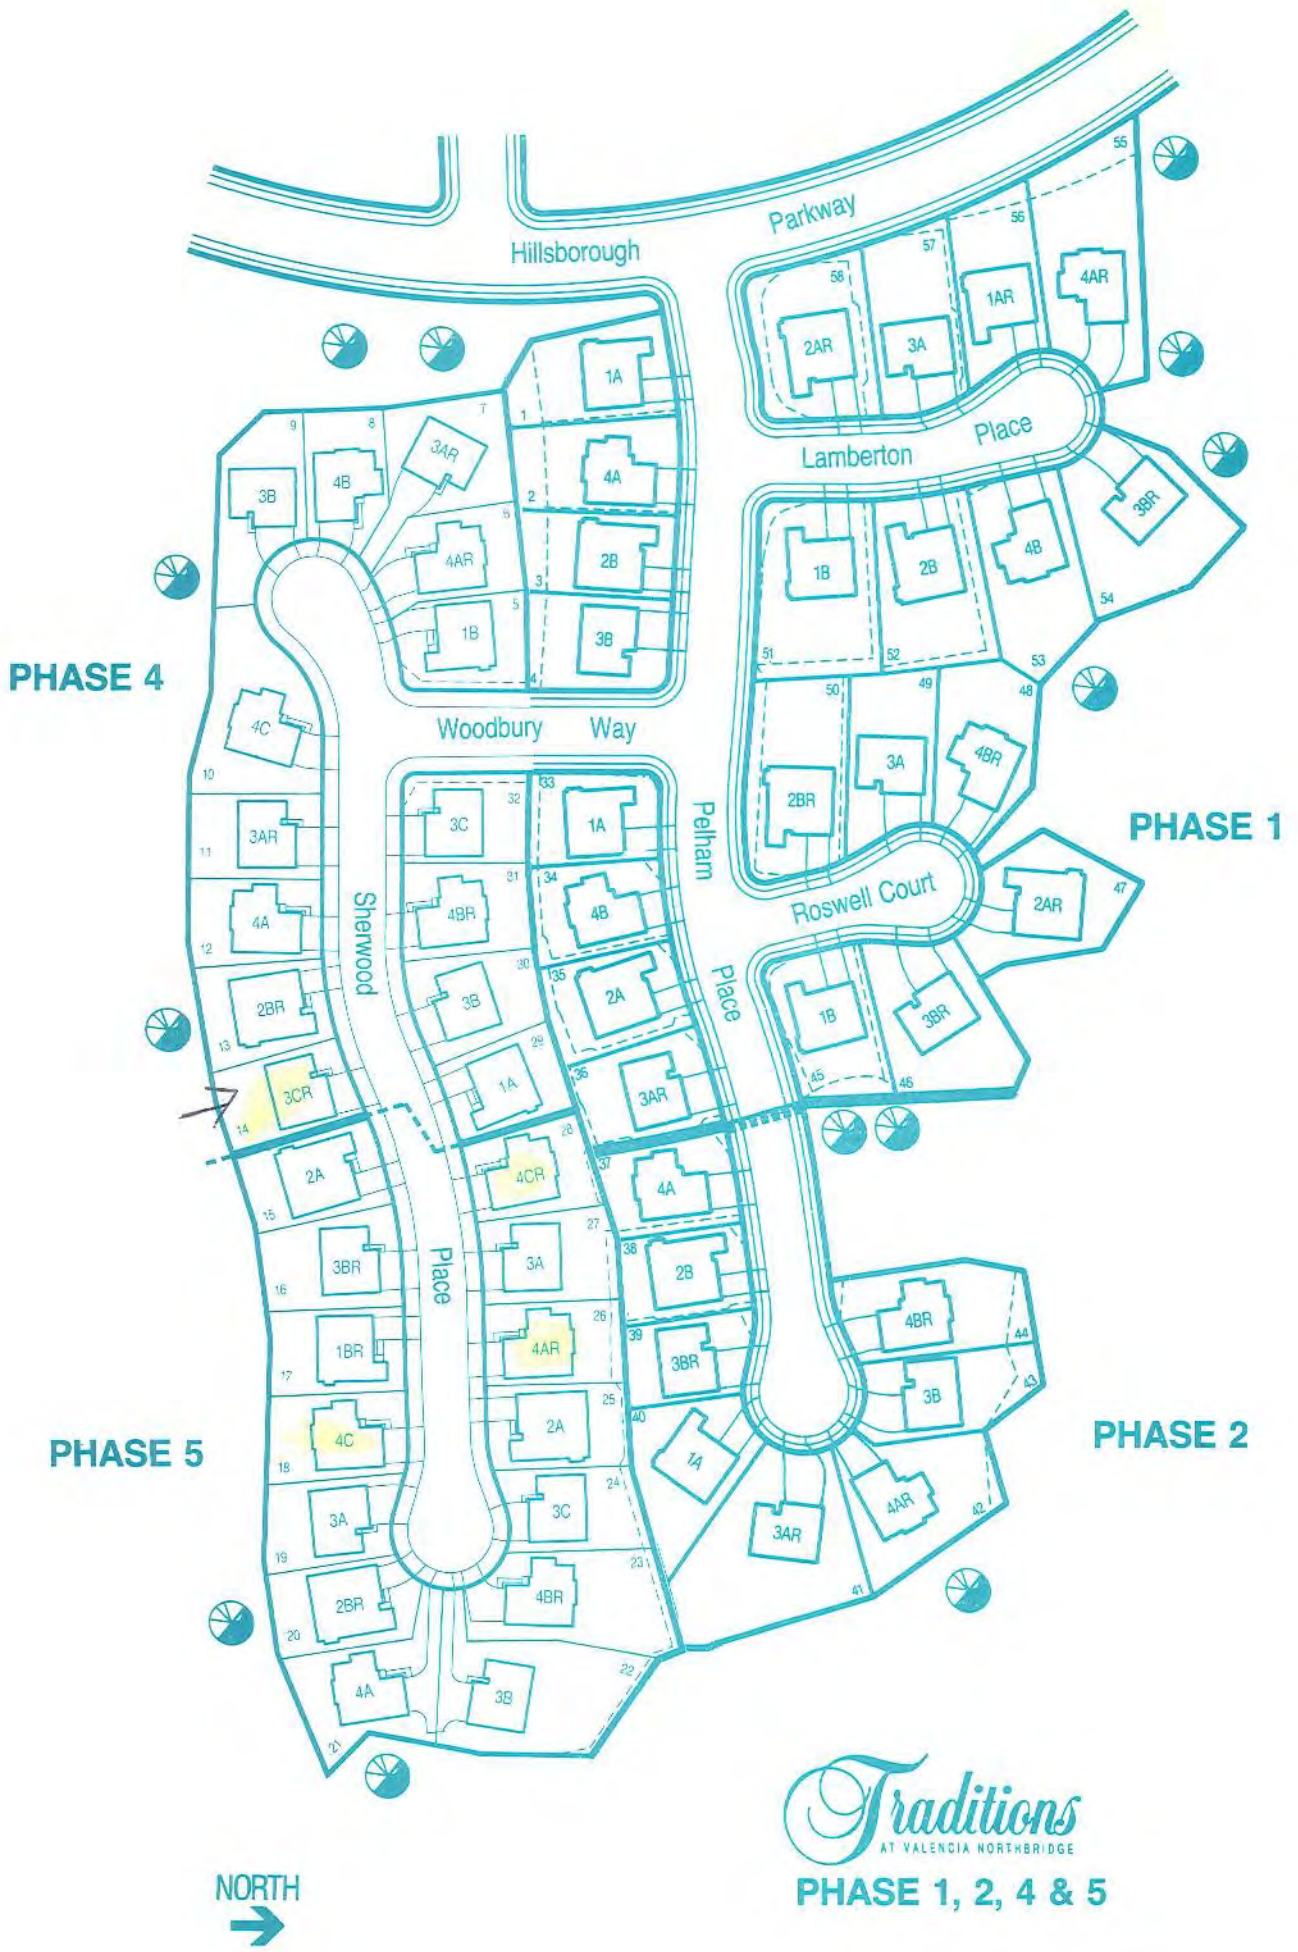 Hillsborough Parkway
55
56
57
58
4AR
1AR
3A
2AR
1A
1
7
8
9
3AR
4B
3B
4A
2
Lamberton Place
3BR
6
4AR
2B
3
1B
2B
4B
54
5
1B
3B
4
51
52
53
PHASE 4
50
49
48
4C
10
Woodbury Way
3A
4BR
2BR
33
32
3C
1A
3AR
11
Pelham
PHASE 1
31
34
4BR
4B
4A
12
Sherwood
Roswell Court
2AR
47
30
35
3B
2A
2BR
13
Place
1B
3BR
29
36
1A
3AR
3CR
14
45
46
28
37
4CR
4A
2A
15
27
38
3A
2B
3BR
16
Place
26
39
4AR
3BR
1BR
17
4BR
44
3B
43
25
40
2A
1A
4C
18
PHASE 5
PHASE 2
24
3C
3A
19
3AR
4AR
42
23
4BR
41
2BR
20
22
4A
3B
21
Traditions
AT VALENCIA NORTHBRIDGE
PHASE 1, 2, 4 & 5
NORTH